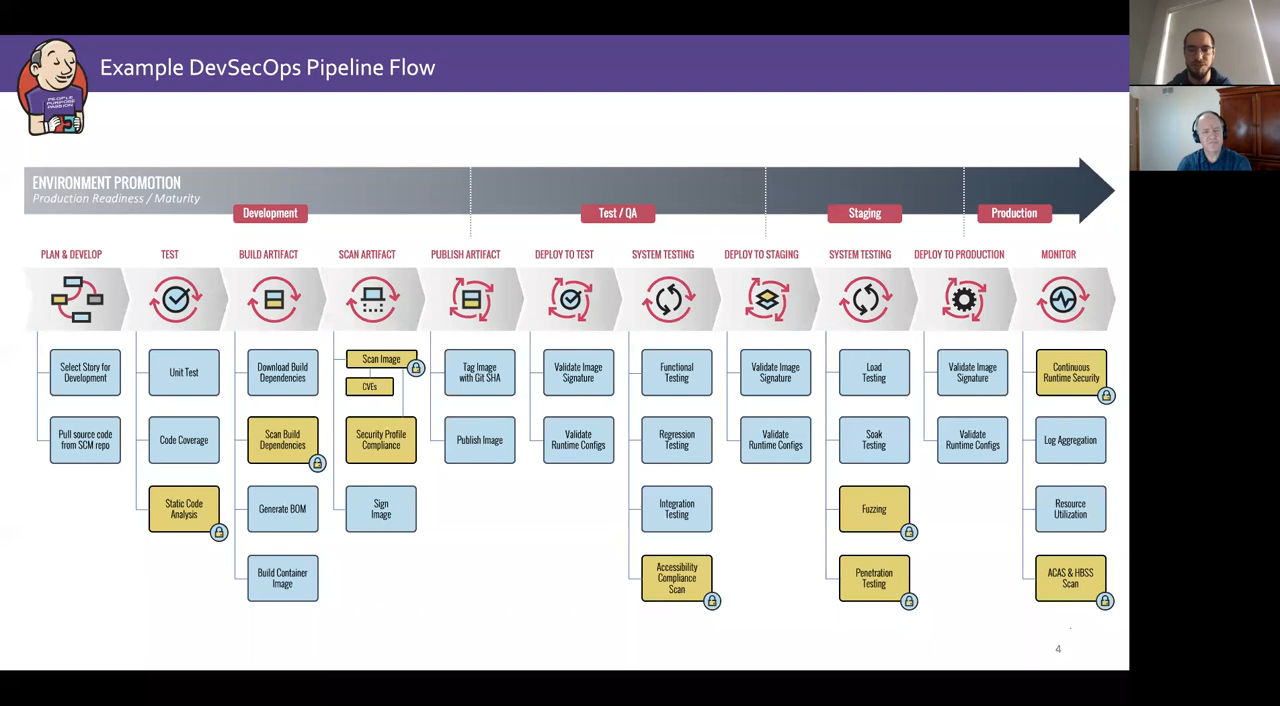 Example DevSecOps Pipeline Flow
PEOPLE
PURPOSE
PASSION
ENVIRONMENT PROMOTION
Production Readiness / Maturity
Development
Test / QA
Staging
Production
PLAN & DEVELOP
TEST
BUILD ARTIFACT
SCAN ARTIFACT
PUBLISH ARTIFACT
DEPLOY TO TEST
SYSTEM TESTING
DEPLOY TO STAGING
SYSTEM TESTING
DEPLOY TO PRODUCTION
MONITOR
Select Story for
Development
Pull source code
from SCM repo
Unit Test
Code Coverage
Static Code
Analysis
Download Build
Dependencies
Scan Build
Dependencies
Generate BOM
Build Container
Image
Scan Image
CVEs
Security Profile
Compliance
Sign
Image
Tag Image
with Git SHA
Publish Image
Validate Image
Signature
Validate
Runtime Configs
Functional
Testing
Regression
Testing
Integration
Testing
Accessibility
Compliance
Scan
Validate Image
Signature
Validate
Runtime Configs
Load
Testing
Soak
Testing
Fuzzing
Penetration
Testing
Validate Image
Signature
Validate
Runtime Configs
Continuous
Runtime Security
Log Aggregation
Resource
Utilization
ACAS & HBSS
Scan
4